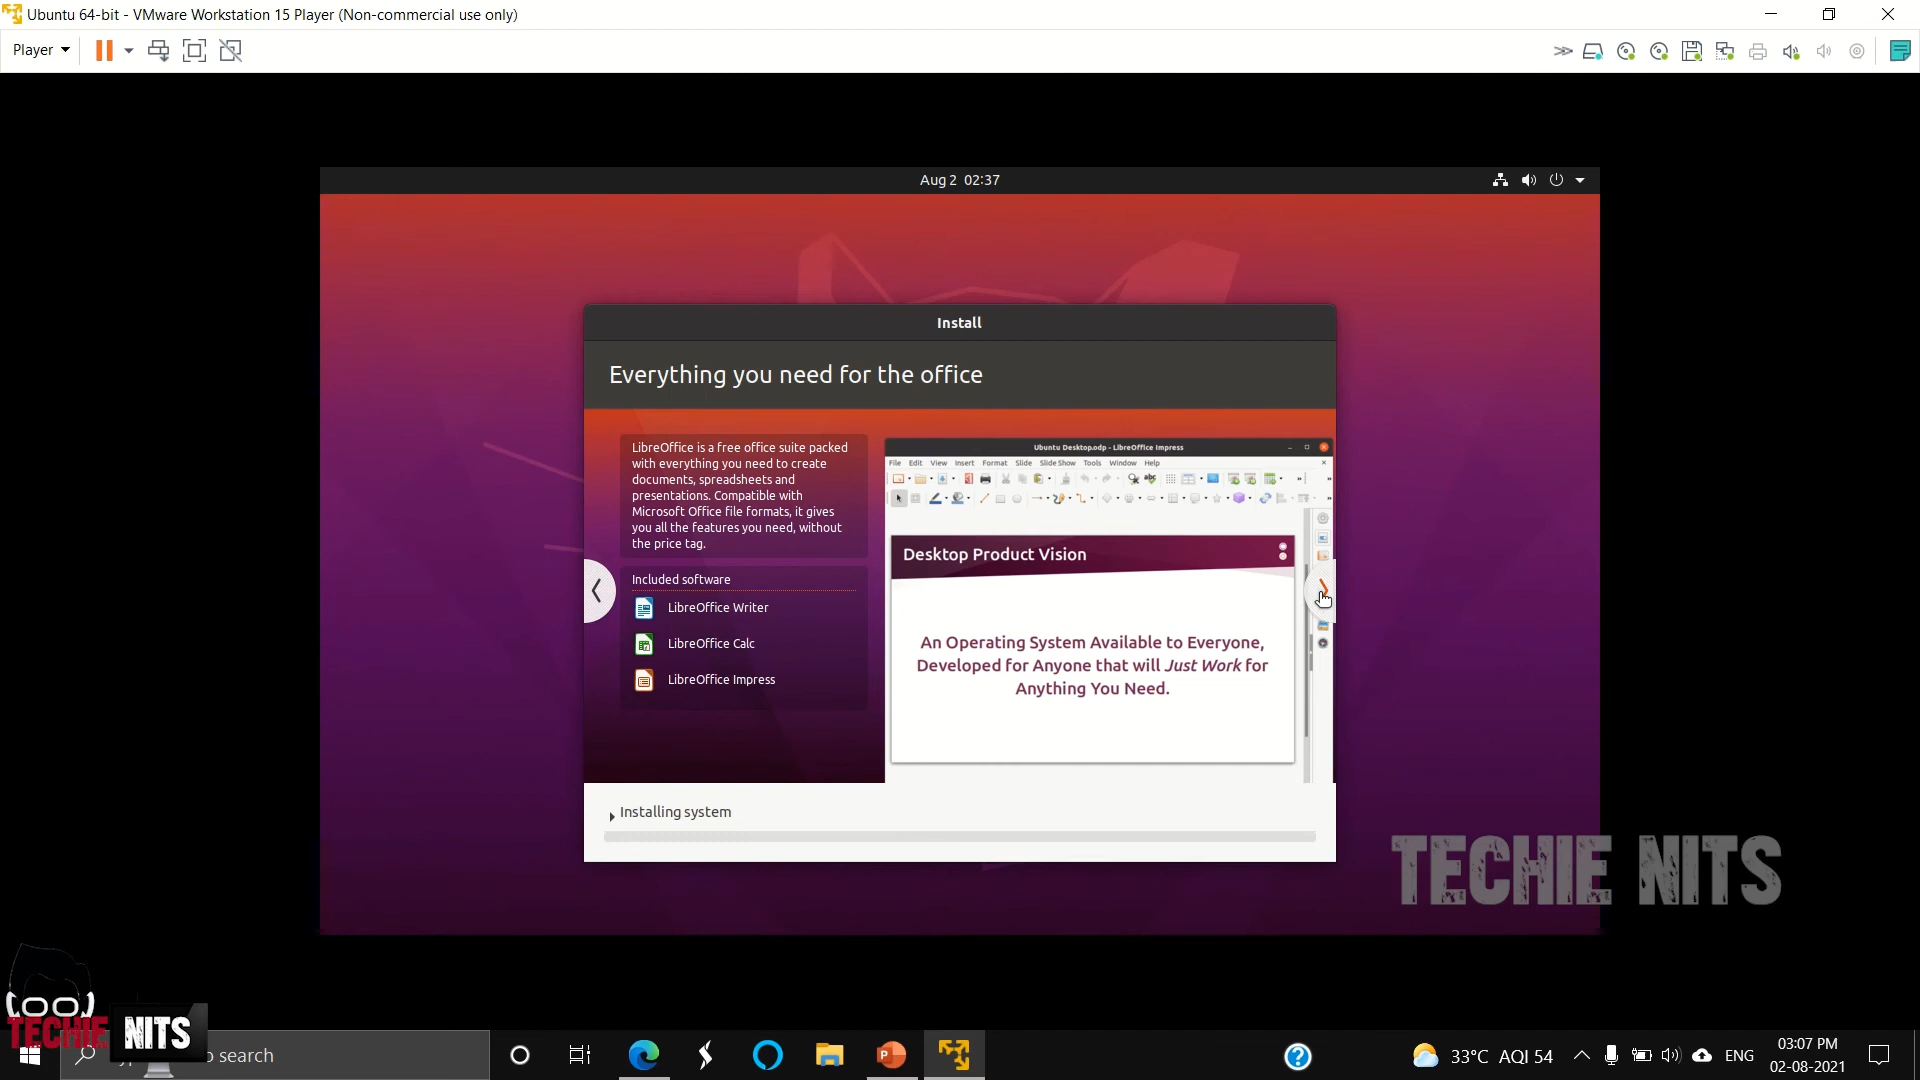 Ubuntu 64-bit - VMware Workstation 15 Player (Non-commercial use only)
Player
Aug 2 02:37
Install
Everything you need for the office
LibreOffice is a free office suite packed
with everything you need to create
documents, spreadsheets and
presentations. Compatible with
Microsoft Office file formats, it gives
you all the features you need, without
the price tag.
Included software
LibreOffice Writer
LibreOffice Calc
LibreOffice Impress
Ubuntu Desktop.odp - LibreOffice Impress
File Edit View Insert Format Slide Slide Show Tools Window Help
Desktop Product Vision
An Operating System Available to Everyone,
Developed for Anyone that will Just Work for
Anything You Need.
Installing system
TECHIE NITS
TECHIE NITS
search
33°C AQI 54
ENG
03:07 PM
02-08-2021